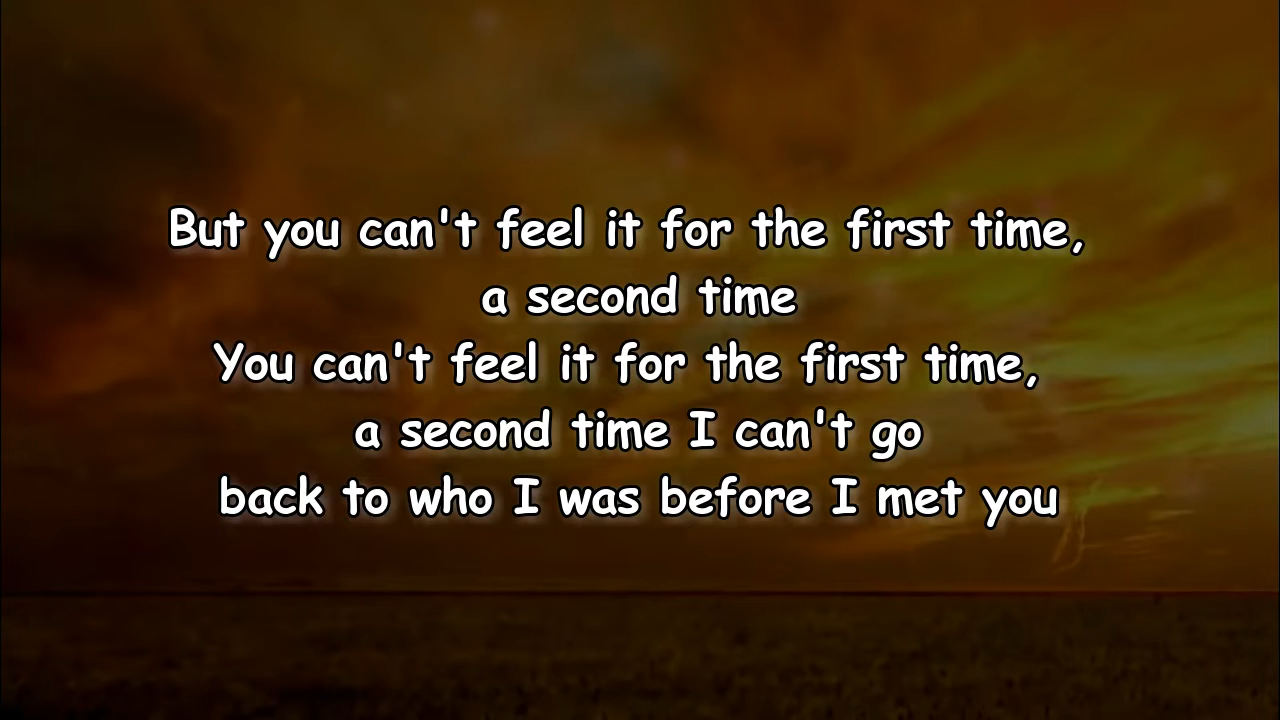 But you can't feel it for the first time,
a second time
You can't feel it for the first time,
a second time I can't go
back to who I was before I met you